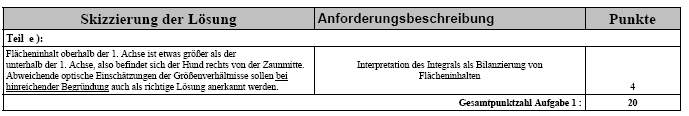 Skizzierung der Lösung Anforderungsbeschreibung Punkte
Teil e ):
Flächeninhalt oberhalb der 1. Achse ist etwas größer als der
unterhalb der 1. Achse, also befindet sich der Hund rechts von der Zaunmitte.
Abweichende optische Einschätzungen der Größenverhältnisse sollen bei
hinreichender Begründung auch als richtige Lösung anerkannt werden.
Interpretation des Integrals als Bilanzierung von
Flächeninhalten
4
Gesamtpunktzahl Aufgabe 1 : 20